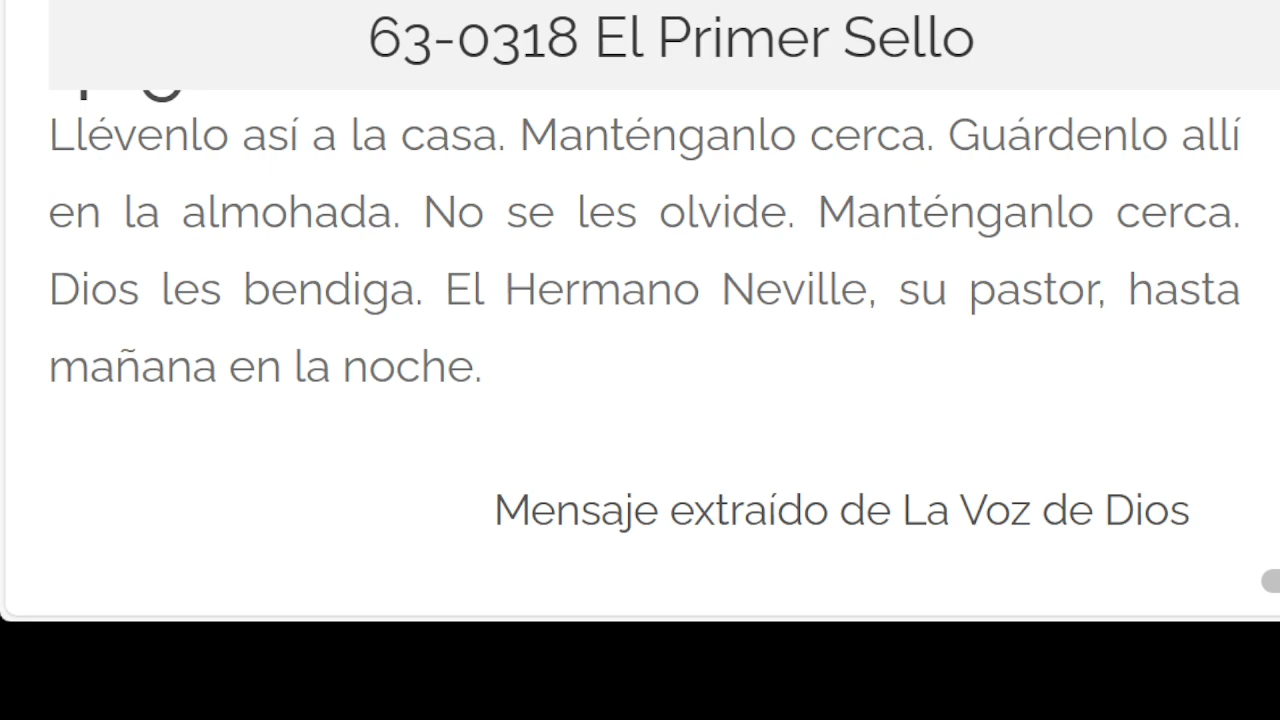 63-0318 El Primer Sello
Llévenlo así a la casa. Manténganlo cerca. Guárdenlo allí
en la almohada. No se les olvide. Manténganlo cerca.
Dios les bendiga. El Hermano Neville, su pastor, hasta
mañana en la noche.
Mensaje extraído de La Voz de Dios